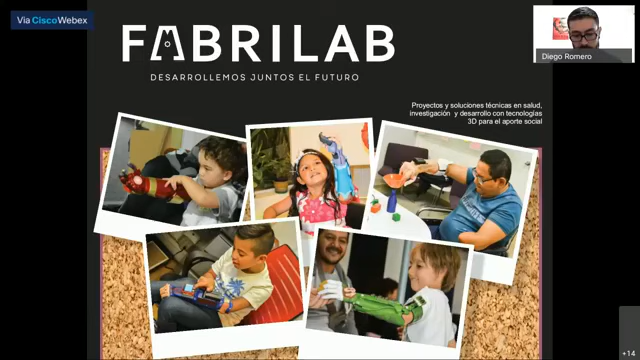 Via Cisco Webex
FABRILAB
DESARROLLEMOS JUNTOS EL FUTURO
Diego Romero
Proyectos y soluciones técnicas en salud,
investigación y desarrollo con tecnologías
3D para el aporte social
+14